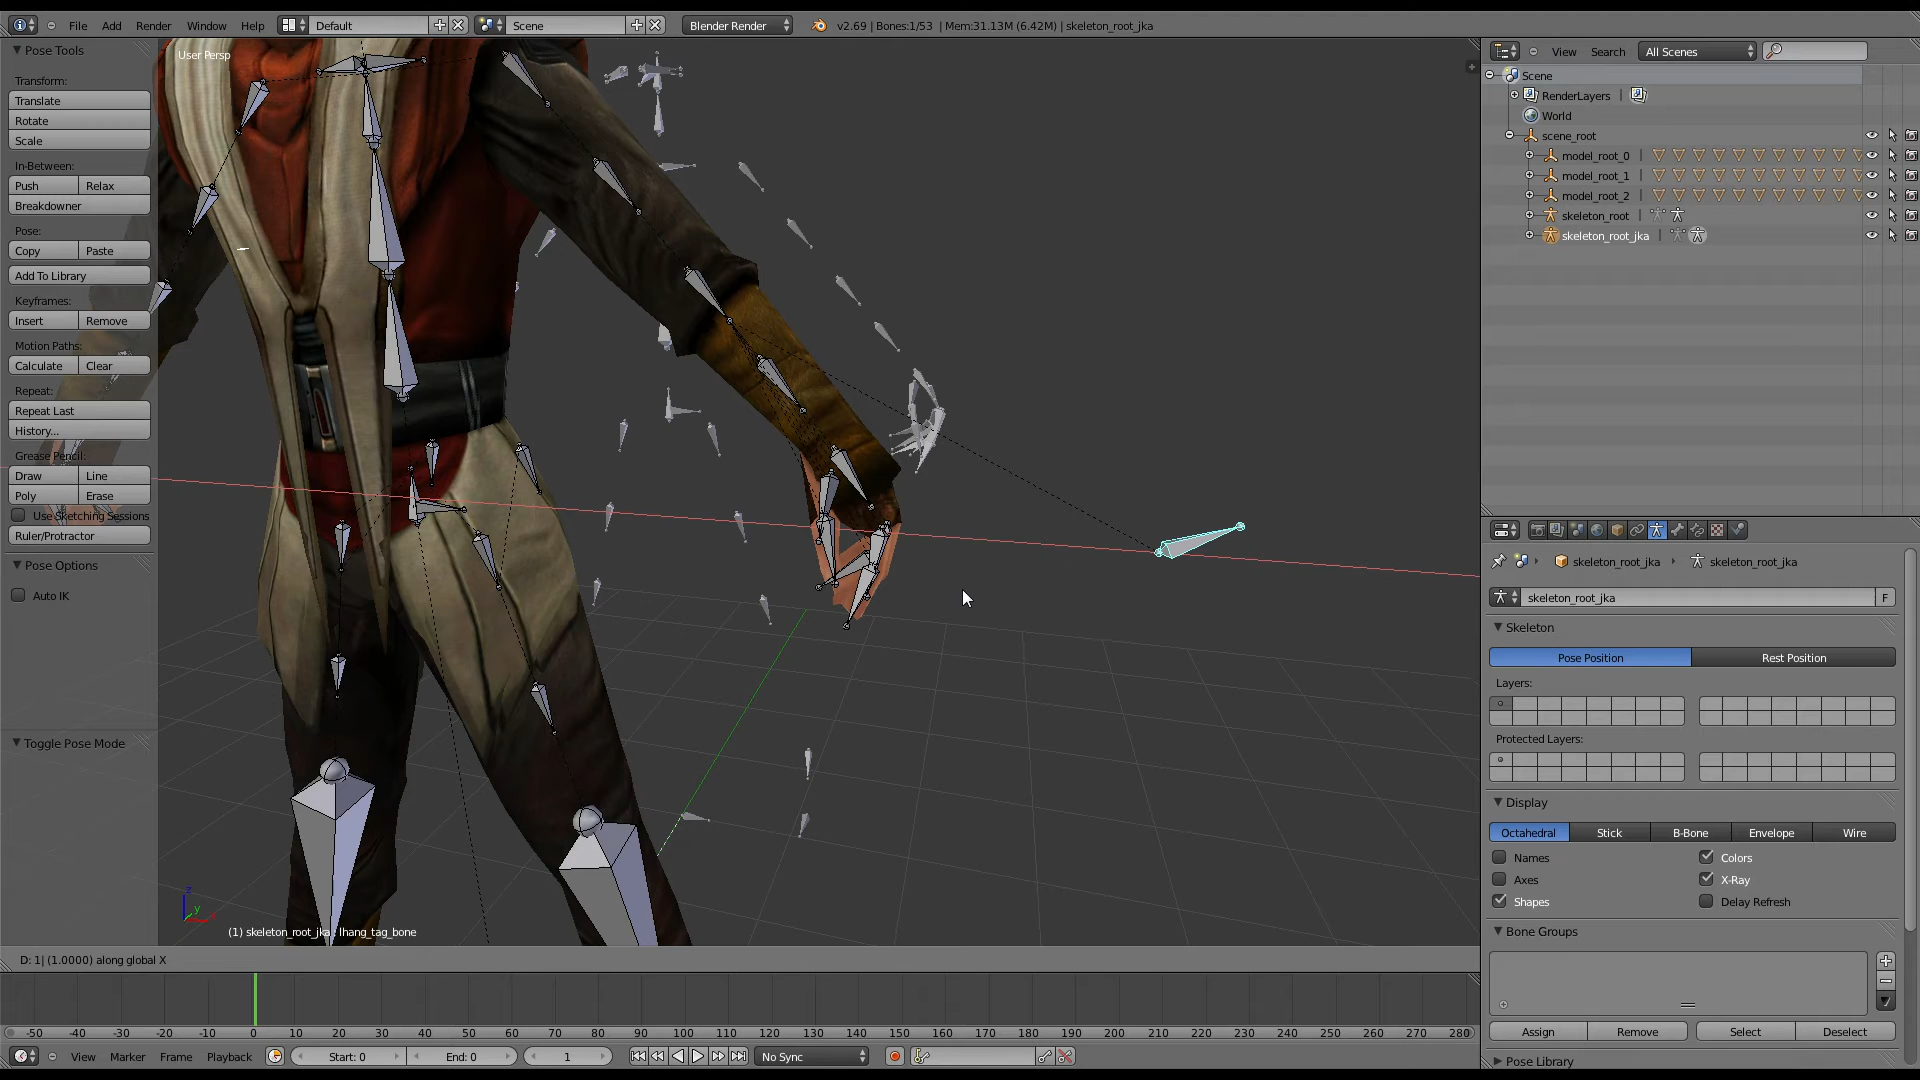 File Add Render Window Help Default Scene Blender Render v2.69 | Bones:1/53 | Mem:31.13M (6.42M) | skeleton_root_jka
Pose Tools
User Persp
Transform:
Translate
Rotate
Scale
In-Between:
Push Relax
Breakdowner
Pose:
Copy Paste
Add To Library
Keyframes:
Insert Remove
Motion Paths:
Calculate Clear
Repeat:
Repeat Last
History...
Grease Pencil:
Draw Line
Poly Erase
Use Sketching Sessions
Ruler/Protractor
Pose Options
Auto IK
Toggle Pose Mode
z
y
(1) skeleton_root_jka : lhang_tag_bone
D: 1| (1.0000) along global X
-50 -40 -30 -20 -10 0 10 20 30 40 50 60 70 80 90 100 110 120 130 140 150 160 170 180 190 200 210 220 230 240 250 260 270 280
View Marker Frame Playback Start: 0 End: 0 1 No Sync
View Search All Scenes
Scene
RenderLayers |
World
scene_root
model_root_0 |
model_root_1 |
model_root_2 |
skeleton_root |
skeleton_root_jka |
skeleton_root_jka skeleton_root_jka
skeleton_root_jka F
Skeleton
Pose Position Rest Position
Layers:
Protected Layers:
Display
Octahedral Stick B-Bone Envelope Wire
Names Colors
Axes X-Ray
Shapes Delay Refresh
Bone Groups
Assign Remove Select Deselect
Pose Library